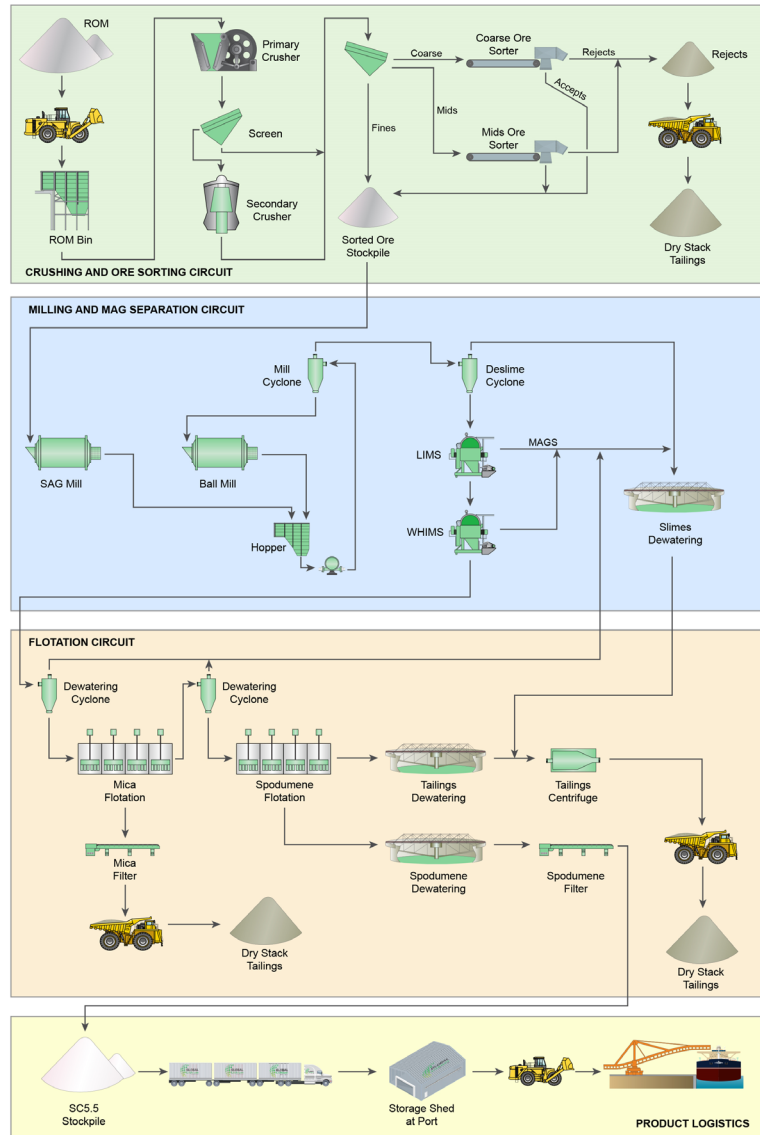 ROM
Primary
Crusher
Coarse
Coarse Ore
Sorter
Rejects
Rejects
Accepts
Mids
Fines
Screen
Mids Ore
Sorter
Secondary
Crusher
ROM Bin
Sorted Ore
Stockpile
Dry Stack
Tailings
CRUSHING AND ORE SORTING CIRCUIT
MILLING AND MAG SEPARATION CIRCUIT
Mill
Cyclone
Deslime
Cyclone
LIMS
MAGS
SAG Mill
Ball Mill
Hopper
WHIMS
Slimes
Dewatering
FLOTATION CIRCUIT
Dewatering
Cyclone
Dewatering
Cyclone
Mica
Flotation
Spodumene
Flotation
Tailings
Dewatering
Tailings
Centrifuge
Mica
Filter
Spodumene
Dewatering
Spodumene
Filter
Dry Stack
Tailings
Dry Stack
Tailings
SC5.5
Stockpile
GLOBAL
GLOBAL
GLOBAL
Storage Shed
at Port
PRODUCT LOGISTICS